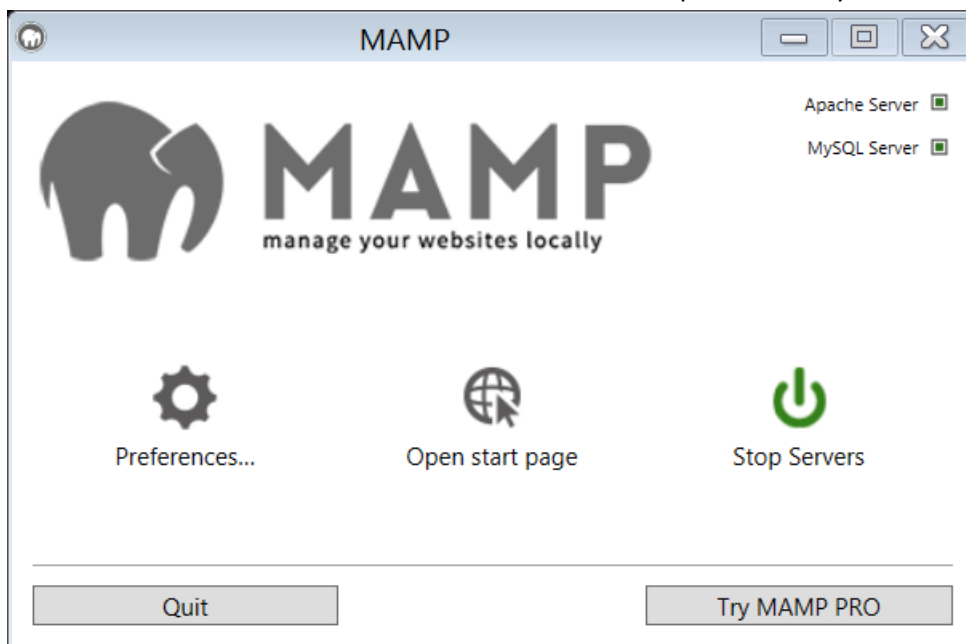 MAMP
Apache Server
MySQL Server
MAMP
manage your websites locally
Preferences...
Open start page
Stop Servers
Quit
Try MAMP PRO